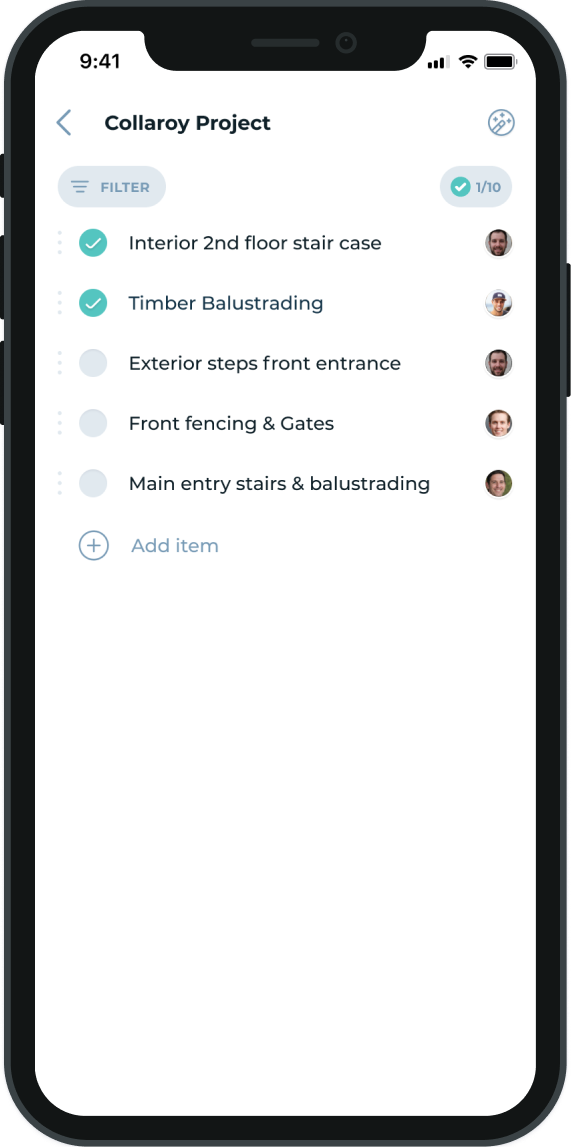 9:41
Collaroy Project
FILTER
1/10
Interior 2nd floor stair case
Timber Balustrading
Exterior steps front entrance
Front fencing & Gates
Main entry stairs & balustrading
Add item